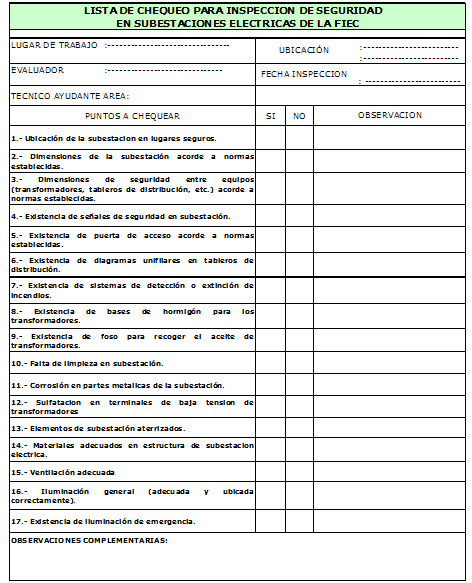 LISTA DE CHEQUEO PARA INSPECCION DE SEGURIDAD
EN SUBESTACIONES ELECTRICAS DE LA FIEC
LUGAR DE TRABAJO :--------------------------------
UBICACIÓN :-------------------------
:-------------------------
EVALUADOR :------------------------------
FECHA INSPECCION : -------------------------
TECNICO AYUDANTE AREA:
PUNTOS A CHEQUEAR SI NO OBSERVACION
1.- Ubicación de la subestacion en lugares seguros.
2.- Dimensiones de la subestación acorde a normas
establecidas.
3.- Dimensiones de seguridad entre equipos
(transformadores, tableros de distribución, etc.) acorde a
normas establecidas.
4.- Existencia de señales de seguridad en subestación.
5.- Existencia de puerta de acceso acorde a normas
establecidas.
6.- Existencia de diagramas unifilares en tableros de
distribución.
7.- Existencia de sistemas de detección o extinción de
incendios.
8.- Existencia de bases de hormigón para los
transformadores.
9.- Existencia de foso para recoger el aceite de
transformadores.
10.- Falta de limpieza en subestación.
11.- Corrosión en partes metalicas de la subestación.
12.- Sulfatacion en terminales de baja tension de
transformadores
13.- Elementos de subestación aterrizados.
14.- Materiales adecuados en estructura de subestacion
electrica.
15.- Ventilación adecuada
16.- Iluminación general (adecuada y ubicada
correctamente).
17.- Existencia de iluminación de emergencia.
OBSERVACIONES COMPLEMENTARIAS: